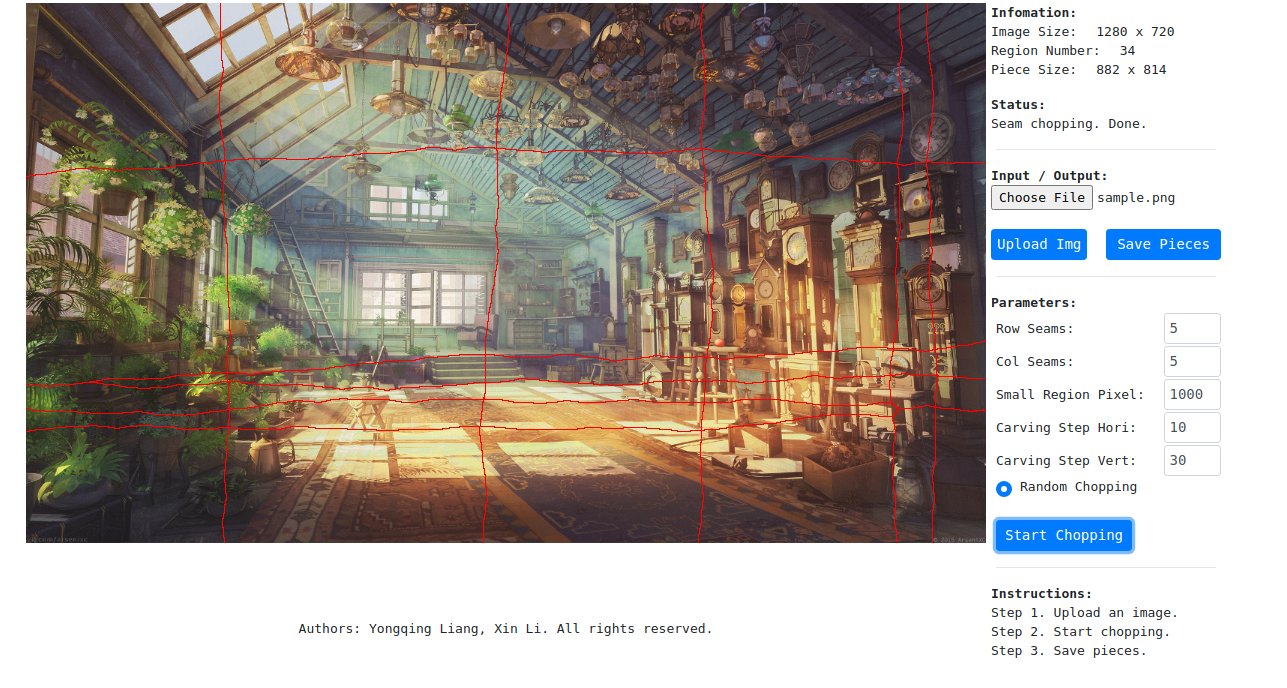 Infomation:
Image Size: 1280 x 720
Region Number: 34
Piece Size: 882 x 814
Status:
Seam chopping. Done.
Input / Output:
Choose File sample.png
Upload Img Save Pieces
Parameters:
Row Seams: 5
Col Seams: 5
Small Region Pixel: 1000
Carving Step Hori: 10
Carving Step Vert: 30
Random Chopping
Start Chopping
© 2015 ArseniXC
Instructions:
Step 1. Upload an image.
Step 2. Start chopping.
Step 3. Save pieces.
Authors: Yongqing Liang, Xin Li. All rights reserved.